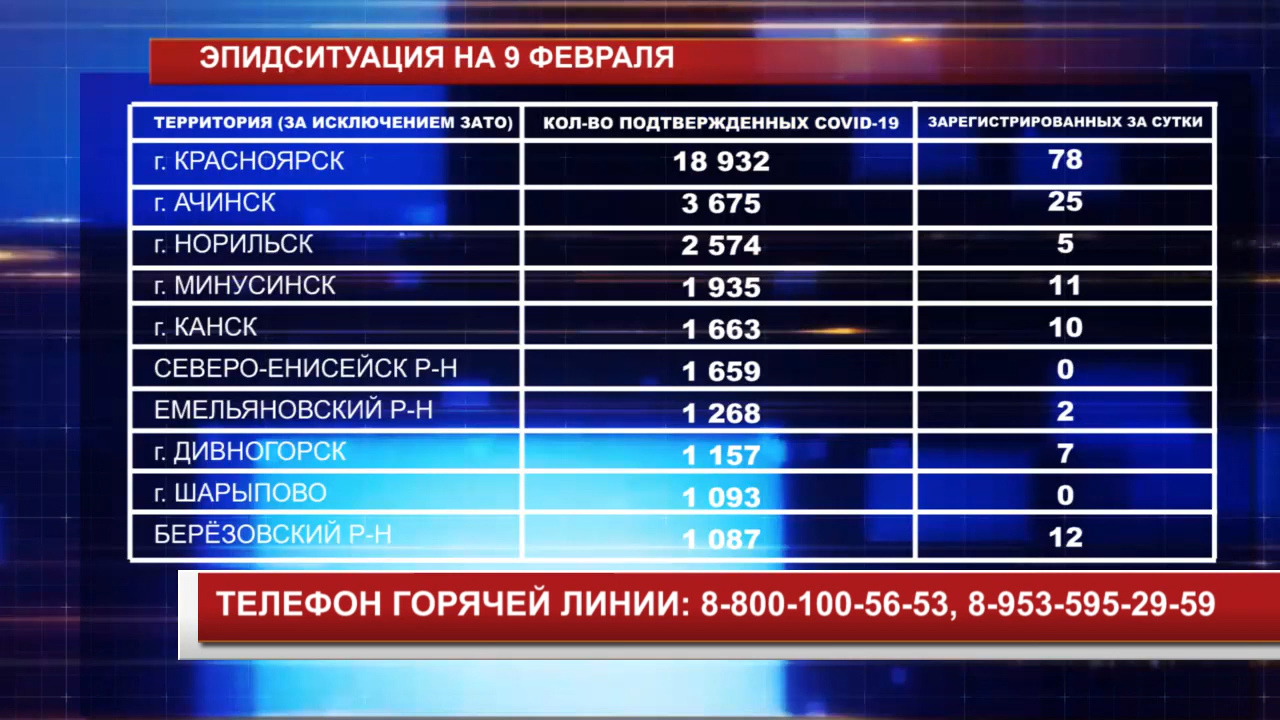 ЭПИДСИТУАЦИЯ НА 9 ФЕВРАЛЯ
ТЕРРИТОРИЯ (ЗА ИСКЛЮЧЕНИЕМ ЗАТО) КОЛ-ВО ПОДТВЕРЖДЕННЫХ COVID-19 ЗАРЕГИСТРИРОВАННЫХ ЗА СУТКИ
г. КРАСНОЯРСК 18 932 78
г. АЧИНСК 3 675 25
г. НОРИЛЬСК 2 574 5
г. МИНУСИНСК 1 935 11
г. КАНСК 1 663 10
СЕВЕРО-ЕНИСЕЙСК Р-Н 1 659 0
ЕМЕЛЬЯНОВСКИЙ Р-Н 1 268 2
г. ДИВНОГОРСК 1 157 7
г. ШАРЫПОВО 1 093 0
БЕРЁЗОВСКИЙ Р-Н 1 087 12
ТЕЛЕФОН ГОРЯЧЕЙ ЛИНИИ: 8-800-100-56-53, 8-953-595-29-59